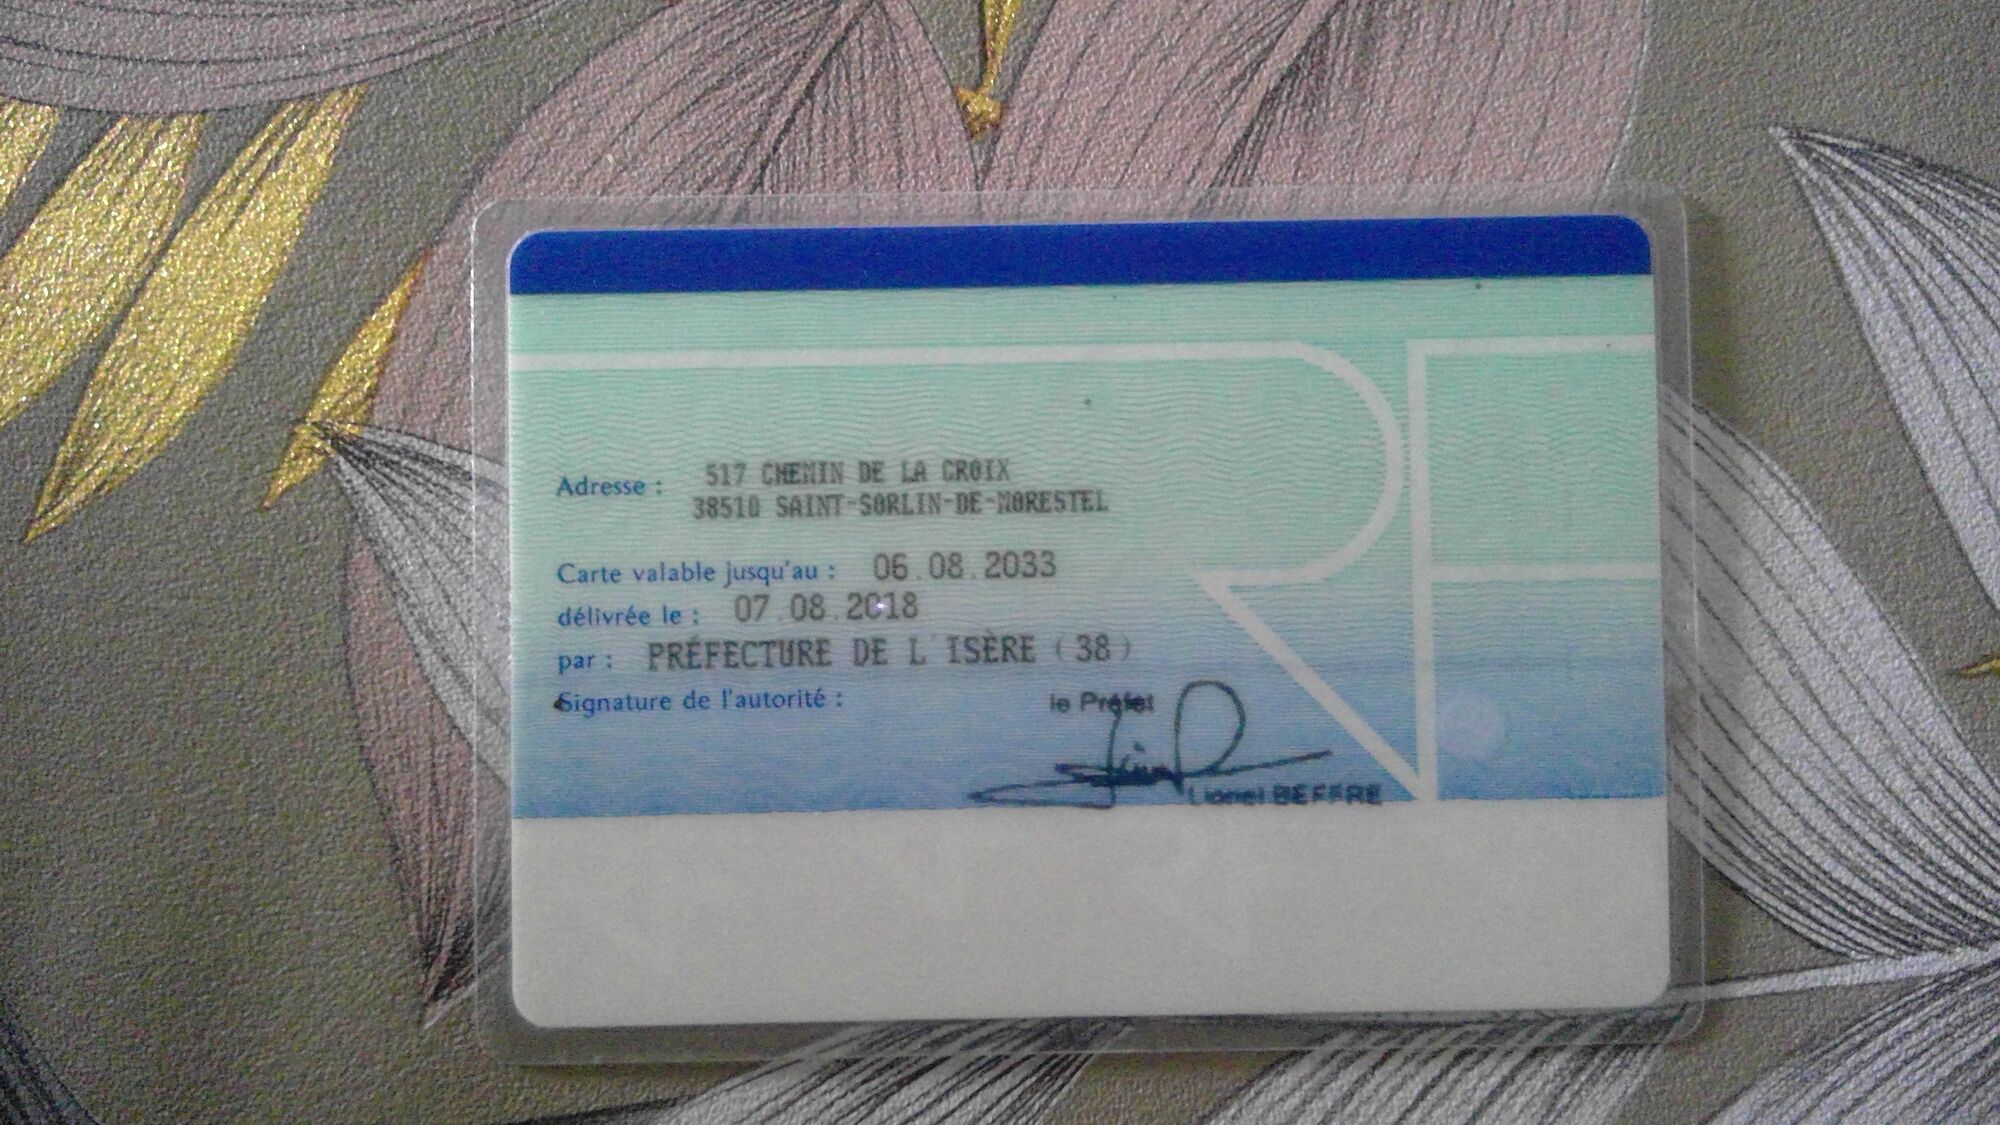 Adresse : 517 CHEMIN DE LA CROIX
38510 SAINT-SORLIN-DE-MORESTEL
Carte valable jusqu'au : 06.08.2033
délivrée le : 07.08.2018
par : PRÉFECTURE DE L'ISÈRE (38)
Signature de l'autorité : le Préfet
Lionel BEFFRE
RF